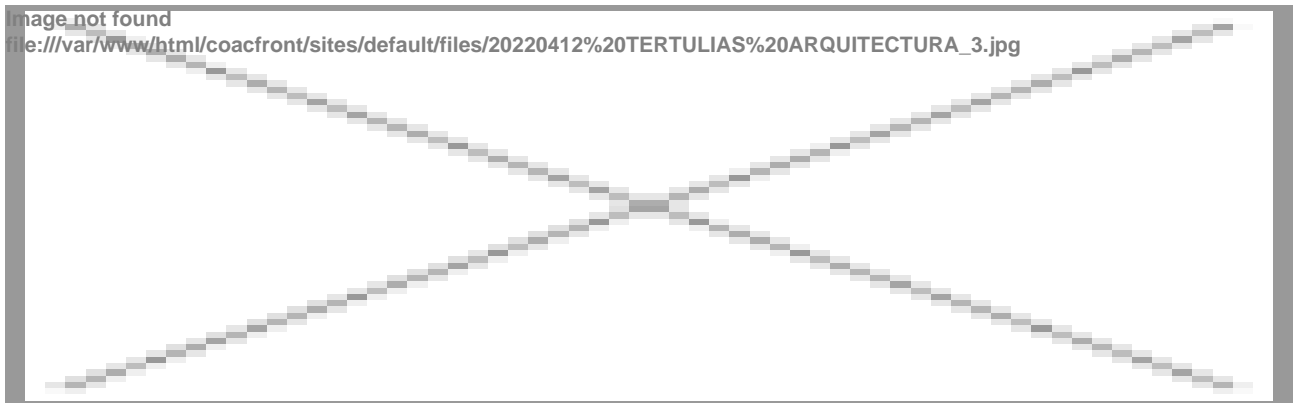 Image not found
file:///var/www/html/coacfront/sites/default/files/20220412%20TERTULIAS%20ARQUITECTURA_3.jpg